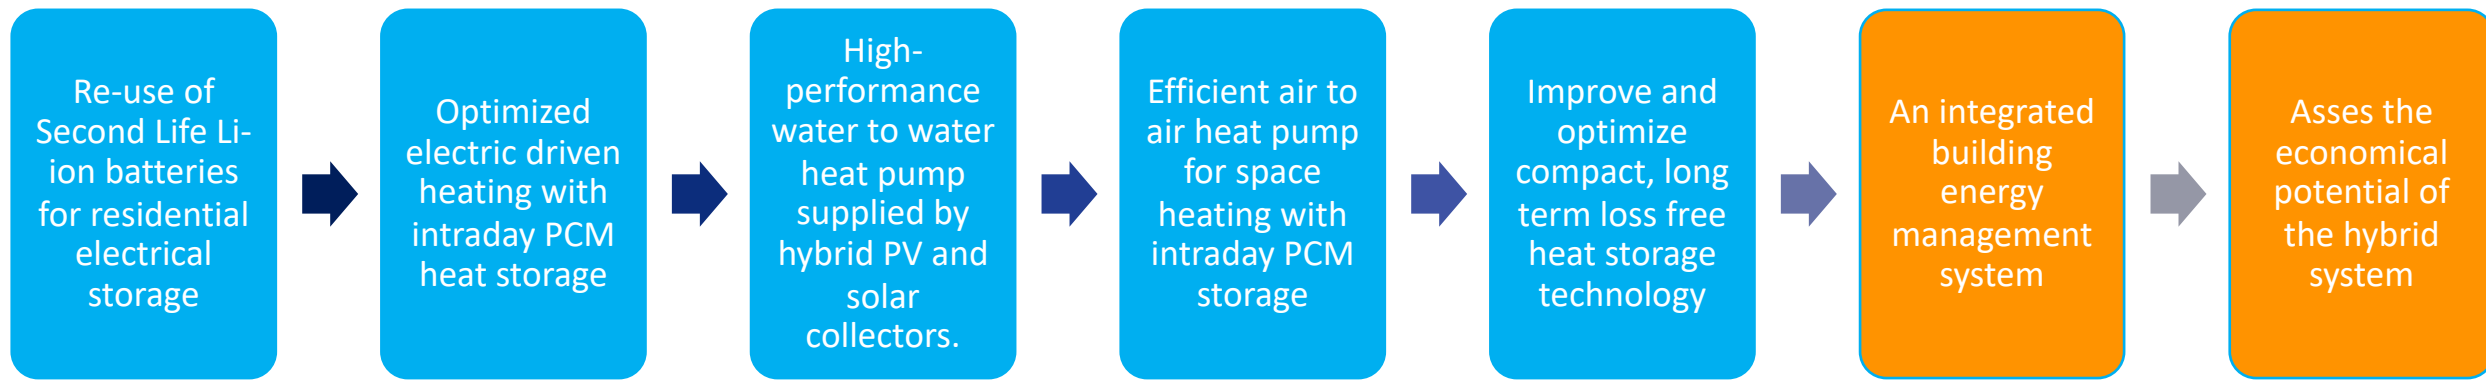 Re-use of
Second Life Li-
ion batteries
for residential
electrical
storage
Optimized
electric driven
heating with
intraday PCM
heat storage
High-
performance
water to water
heat pump
supplied by
hybrid PV and
solar
collectors.
Efficient air to
air heat pump
for space
heating with
intraday PCM
storage
Improve and
optimize
compact, long
term loss free
heat storage
technology
An integrated
building
energy
management
system
Asses the
economical
potential of
the hybrid
system